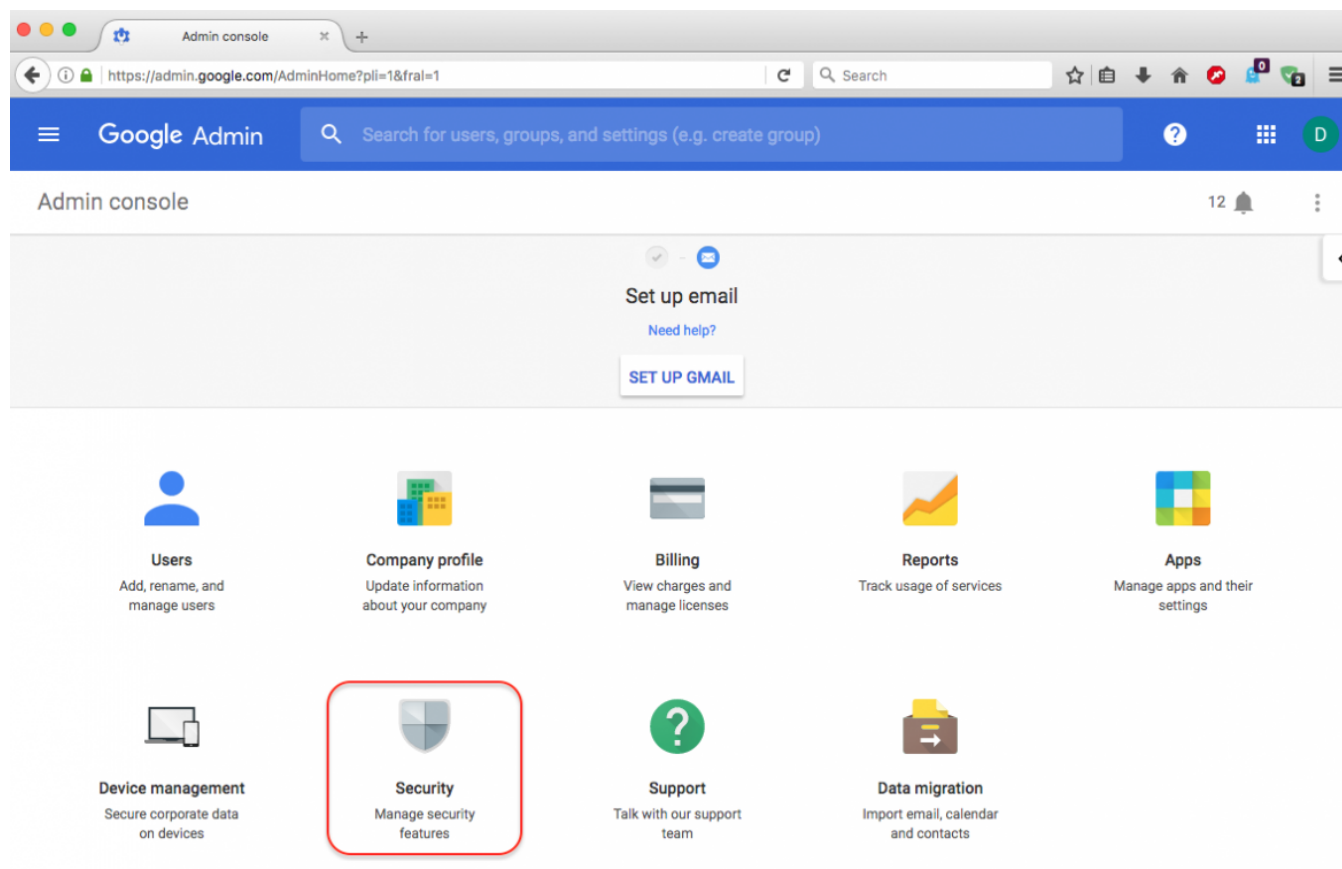 Admin console
https://admin.google.com/AdminHome?pli=1&fral=1
Search
0
2
Google Admin
Search for users, groups, and settings (e.g. create group)
D
Admin console
12
Set up email
Need help?
SET UP GMAIL
Users
Add, rename, and
manage users
Company profile
Update information
about your company
Billing
View charges and
manage licenses
Reports
Track usage of services
Apps
Manage apps and their
settings
Device management
Secure corporate data
on devices
Security
Manage security
features
Support
Talk with our support
team
Data migration
Import email, calendar
and contacts